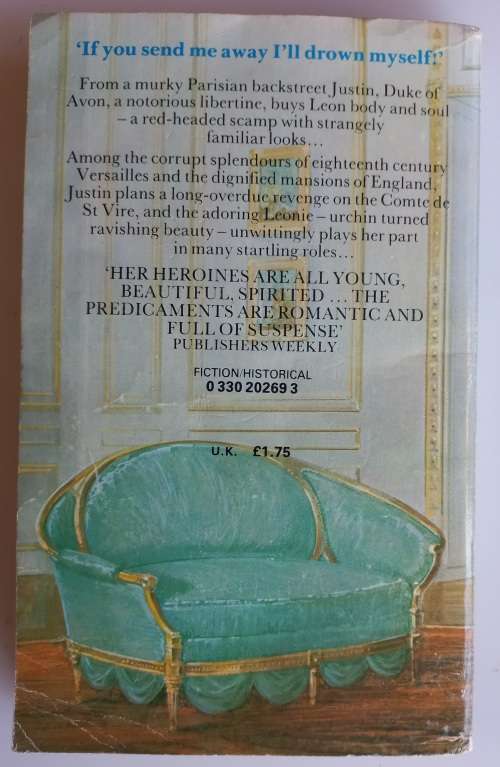 ‘If you send me away I'll drown myself!’
From a murky Parisian backstreet Justin, Duke of
Avon, a notorious libertine, buys Leon body and soul
– a red-headed scamp with strangely
familiar looks...
Among the corrupt splendours of eighteenth century
Versailles and the dignified mansions of England,
Justin plans a long-overdue revenge on the Comte de
St Vire, and the adoring Leonie – urchin turned
ravishing beauty – unwittingly plays her part
in many startling roles...
‘HER HEROINES ARE ALL YOUNG,
BEAUTIFUL, SPIRITED ... THE
PREDICAMENTS ARE ROMANTIC AND
FULL OF SUSPENSE’
PUBLISHERS WEEKLY
FICTION/HISTORICAL
0 330 20269 3
U.K. £1.75